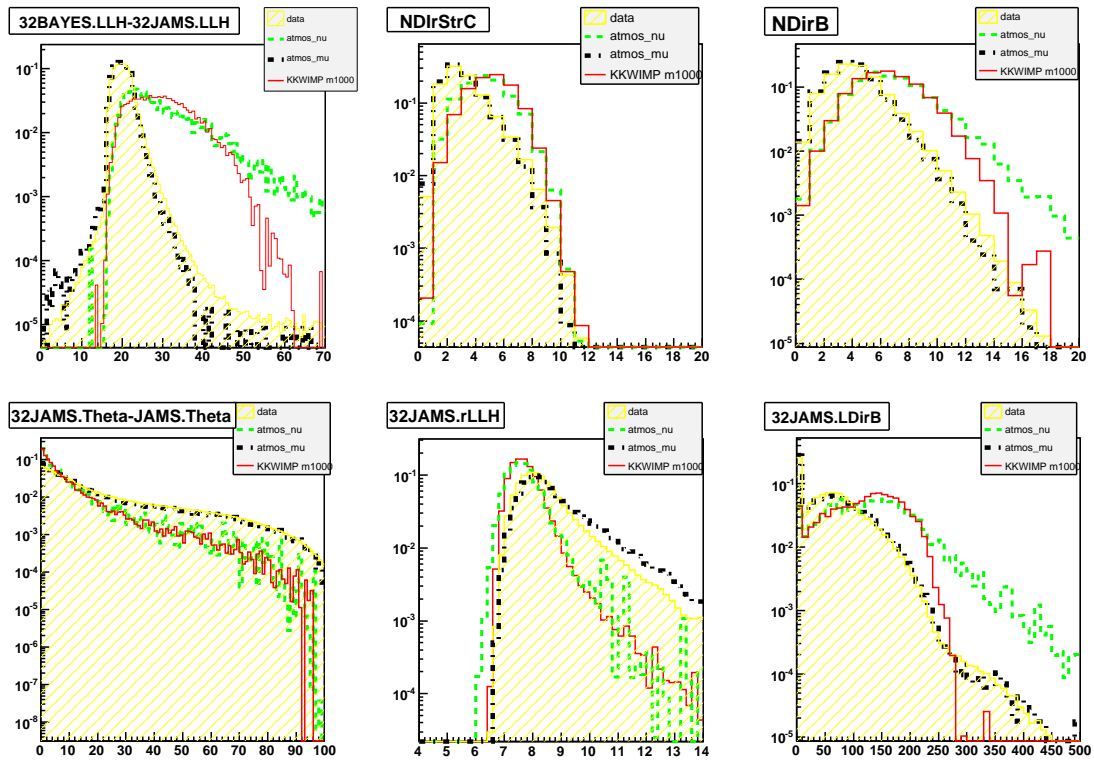 32BAYES.LLH-32JAMS.LLH
data
atmos_nu
atmos_mu
KKWIMP m1000
10^-1
10^-2
10^-3
10^-4
10^-5
0 10 20 30 40 50 60 70
NDIrStrC
data
atmos_nu
atmos_mu
KKWIMP m1000
10^-1
10^-2
10^-3
10^-4
0 2 4 6 8 10 12 14 16 18 20
NDirB
data
atmos_nu
atmos_mu
KKWIMP m1000
10^-1
10^-2
10^-3
10^-4
10^-5
0 2 4 6 8 10 12 14 16 18 20
32JAMS.Theta-JAMS.Theta
data
atmos_nu
atmos_mu
KKWIMP m1000
10^-1
10^-2
10^-3
10^-4
10^-5
10^-6
10^-7
10^-8
0 10 20 30 40 50 60 70 80 90 100
32JAMS.rLLH
data
atmos_nu
atmos_mu
KKWIMP m1000
10^-1
10^-2
10^-3
10^-4
4 5 6 7 8 9 10 11 12 13 14
32JAMS.LDirB
data
atmos_nu
atmos_mu
KKWIMP m1000
10^-1
10^-2
10^-3
10^-4
10^-5
0 50 100 150 200 250 300 350 400 450 500